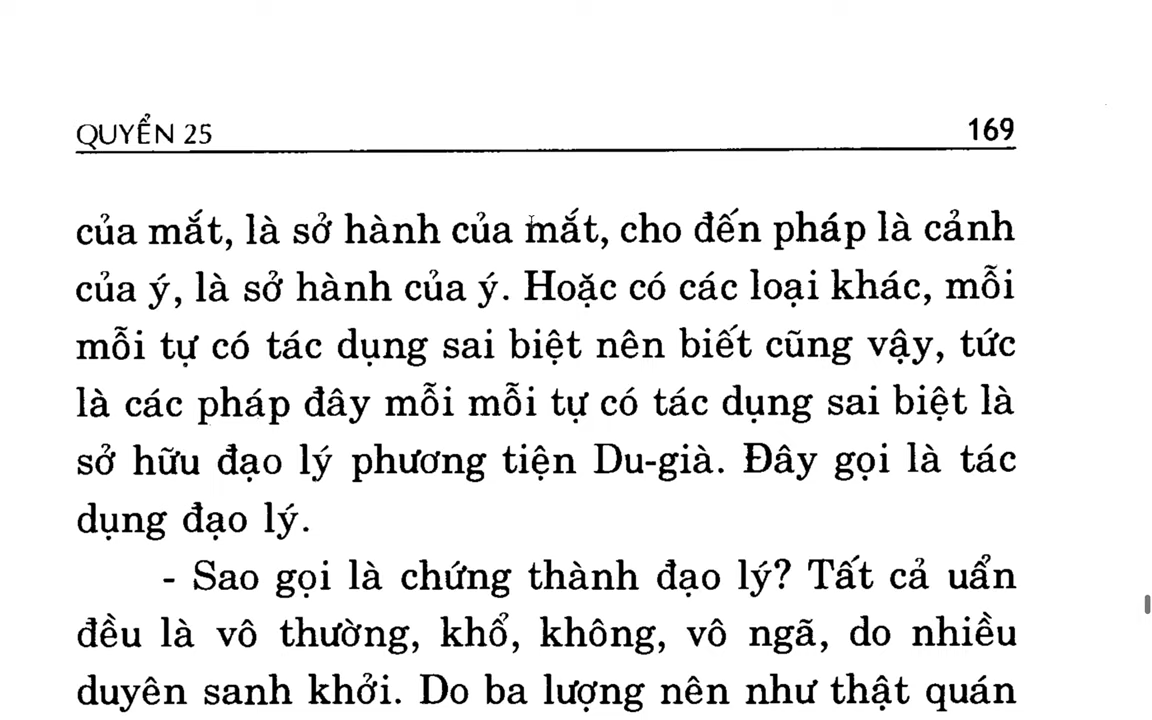 QUYỂN 25 169
của mắt, là sở hành của mắt, cho đến pháp là cảnh
của ý, là sở hành của ý. Hoặc có các loại khác, mỗi
mỗi tự có tác dụng sai biệt nên biết cũng vậy, tức
là các pháp đây mỗi mỗi tự có tác dụng sai biệt là
sở hữu đạo lý phương tiện Du-già. Đây gọi là tác
dụng đạo lý.
- Sao gọi là chứng thành đạo lý? Tất cả uẩn
đều là vô thường, khổ, không, vô ngã, do nhiều
duyên sanh khởi. Do ba lượng nên như thật quán